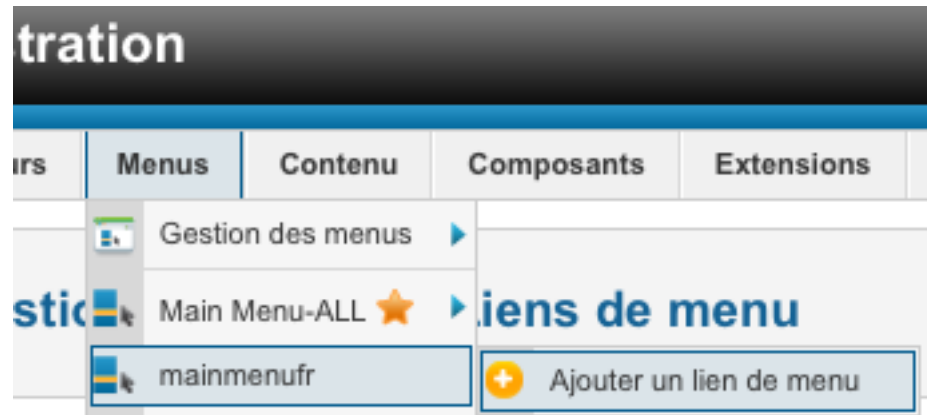 tration
urs Menus Contenu Composants Extensions
Gestion des menus
stic iens de menu
Main Menu-ALL
mainmenufr
Ajouter un lien de menu